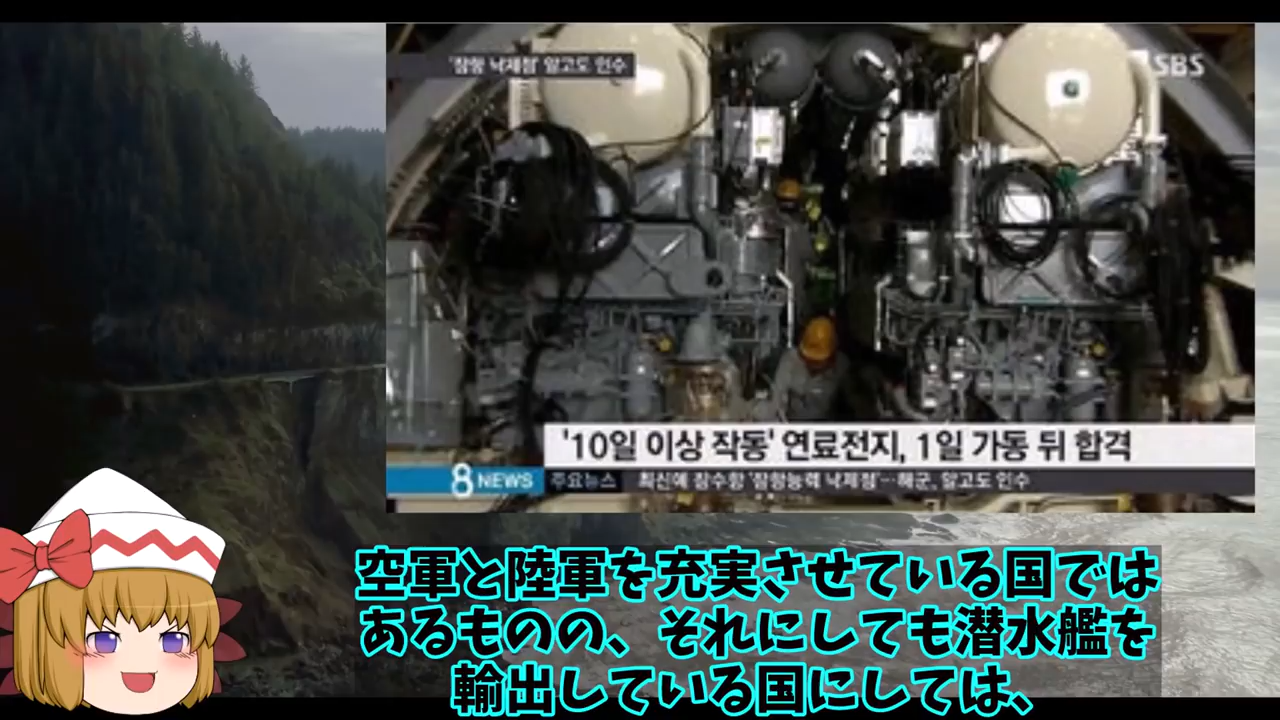 '잠항 낙제점' 알고도 인수
SBS
'10일 이상 작동' 연료전지, 1일 가동 뒤 합격
8 NEWS 주요뉴스 최신예 잠수함 '잠항능력 낙제점'…해군, 알고도 인수
空軍と陸軍を充実させている国では
あるものの、それにしても潜水艦を
輸出している国にしては、